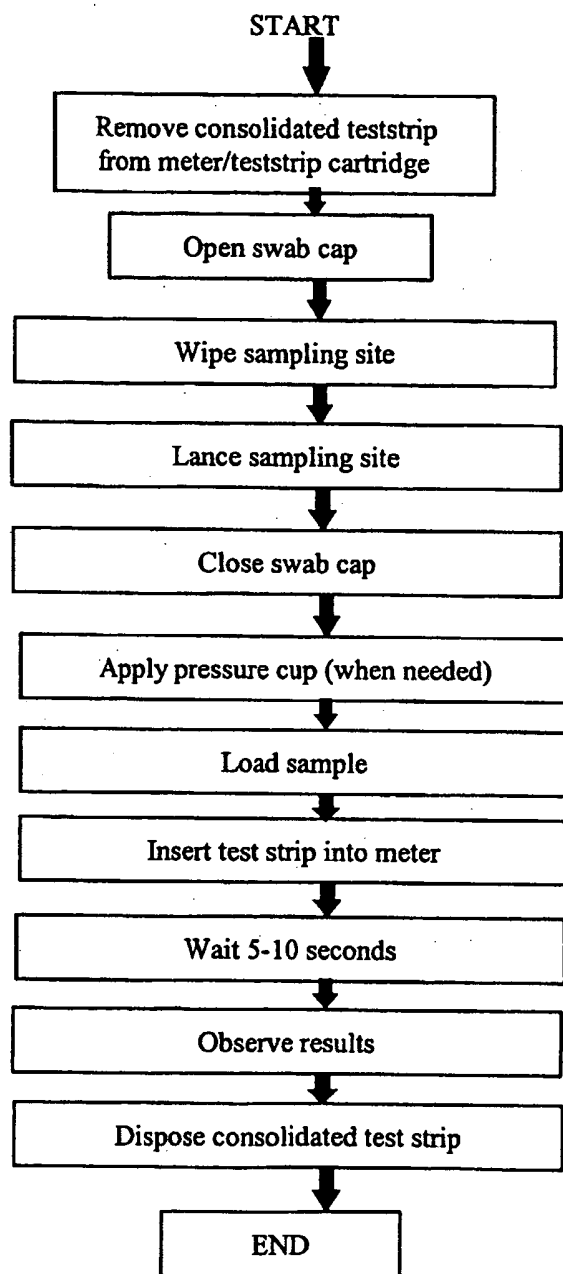 START
Remove consolidated teststrip
from meter/teststrip cartridge
Open swab cap
Wipe sampling site
Lance sampling site
Close swab cap
Apply pressure cup (when needed)
Load sample
Insert test strip into meter
Wait 5-10 seconds
Observe results
Dispose consolidated test strip
END